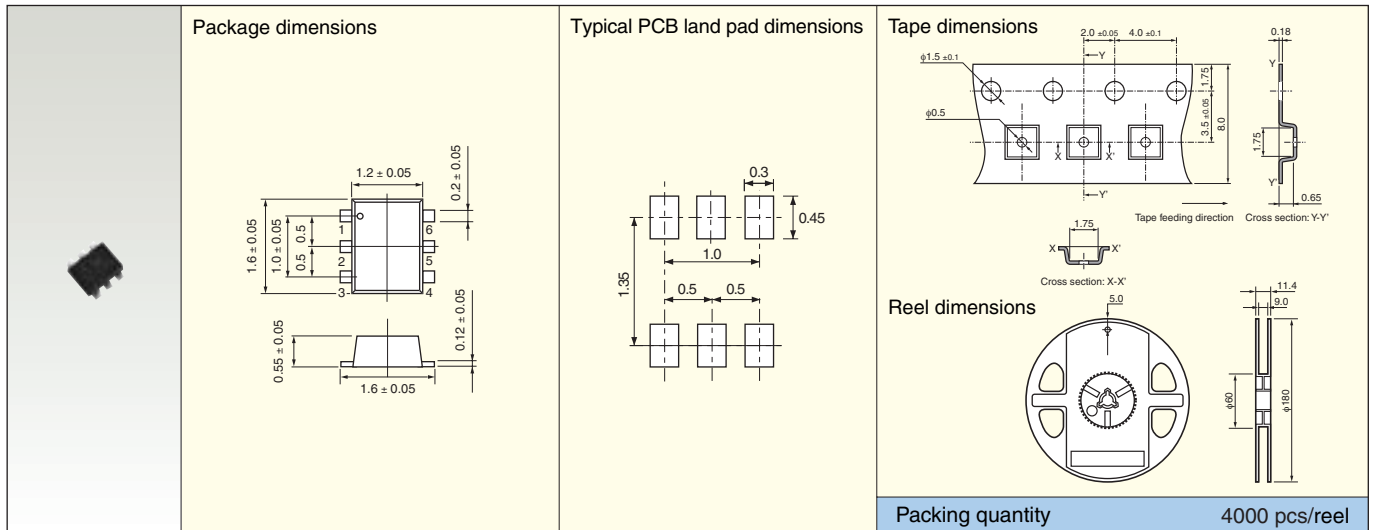 Package dimensions
1.2 ± 0.05
0.2 ± 0.05
1.6 ± 0.05
1.0 ± 0.05
0.5
0.5
1
2
3
6
5
4
0.55 ± 0.05
0.12 ± 0.05
1.6 ± 0.05
Typical PCB land pad dimensions
0.3
0.45
1.0
1.35
0.5
0.5
Tape dimensions
2.0 ±0.05
4.0 ±0.1
φ1.5 ±0.1
φ0.5
Y
X
X'
Y'
1.75
3.5 ±0.05
8.0
0.18
Y
1.75
Y'
0.65
Tape feeding direction
Cross section: Y-Y'
1.75
X
X'
Cross section: X-X'
Reel dimensions
5.0
11.4
9.0
φ60
φ180
Packing quantity 4000 pcs/reel